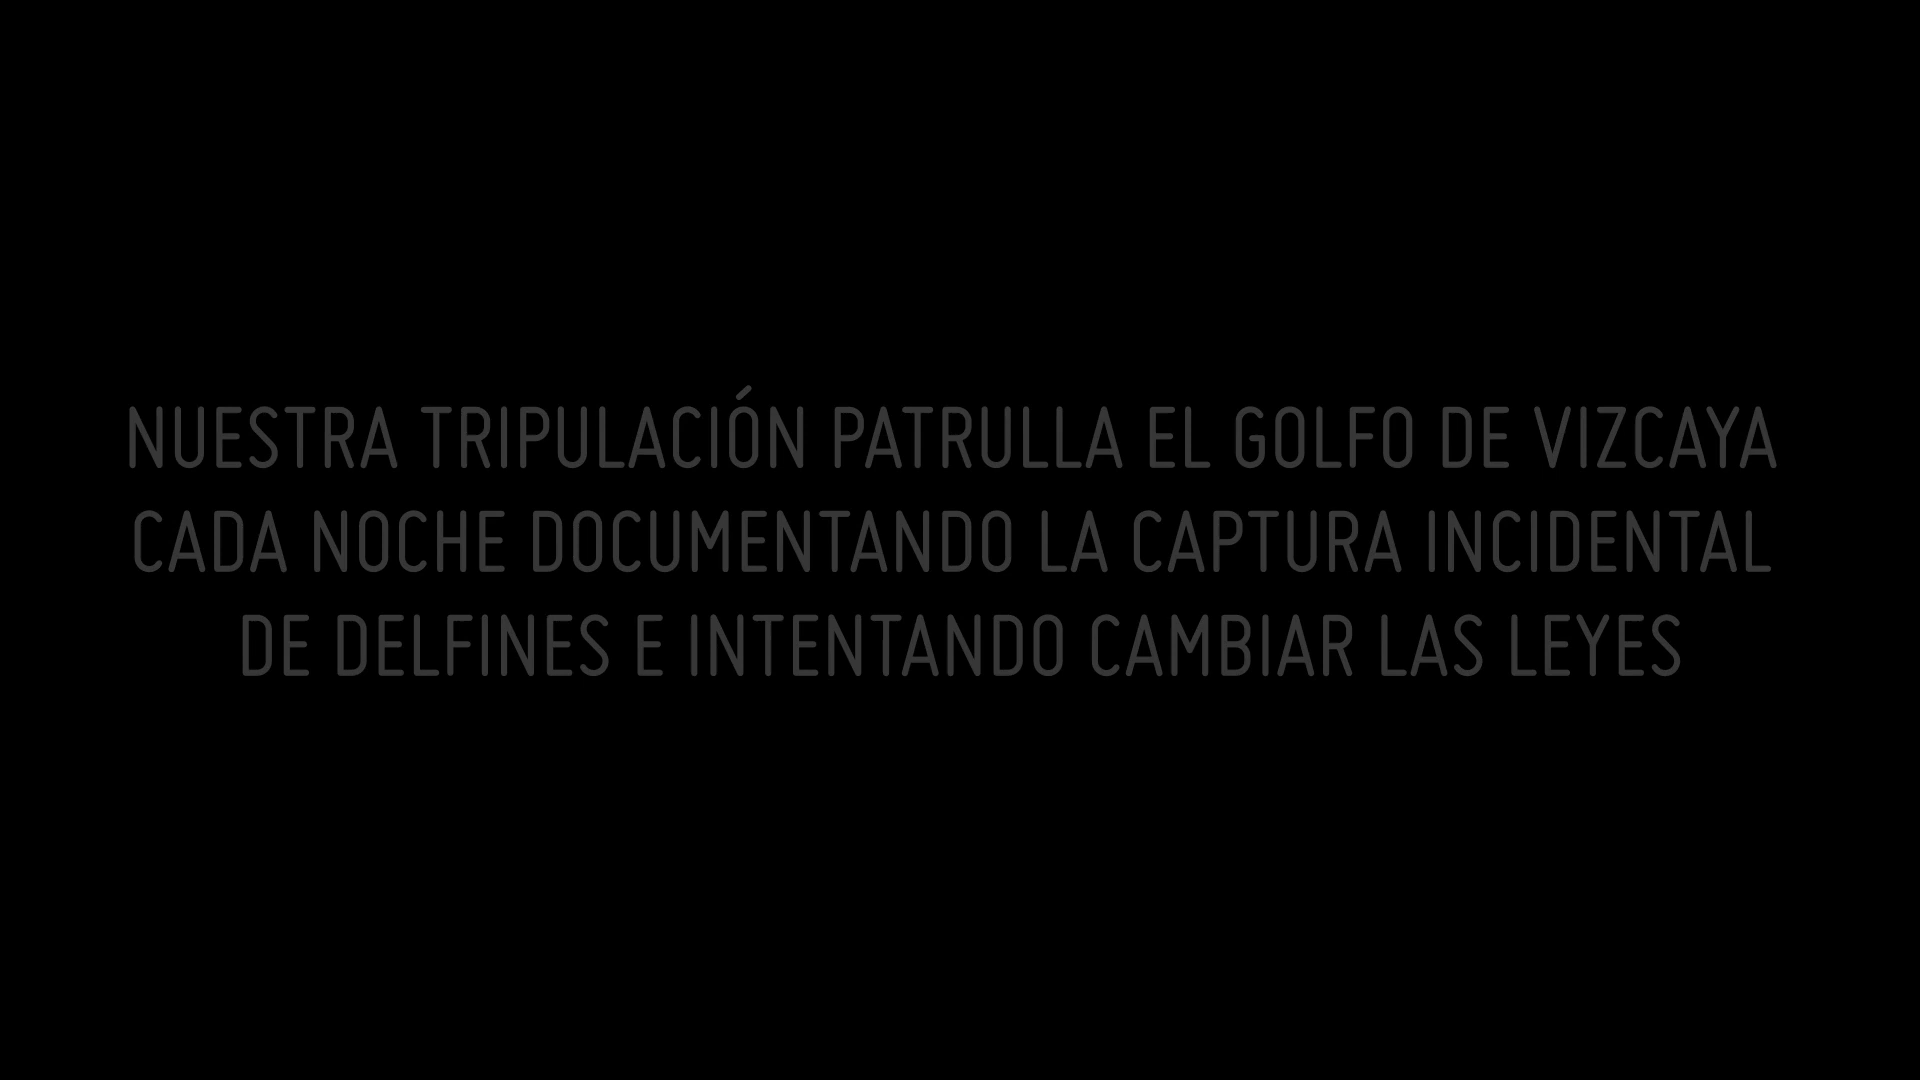 NUESTRA TRIPULACIÓN PATRULLA EL GOLFO DE VIZCAYA
CADA NOCHE DOCUMENTANDO LA CAPTURA INCIDENTAL
DE DELFINES E INTENTANDO CAMBIAR LAS LEYES